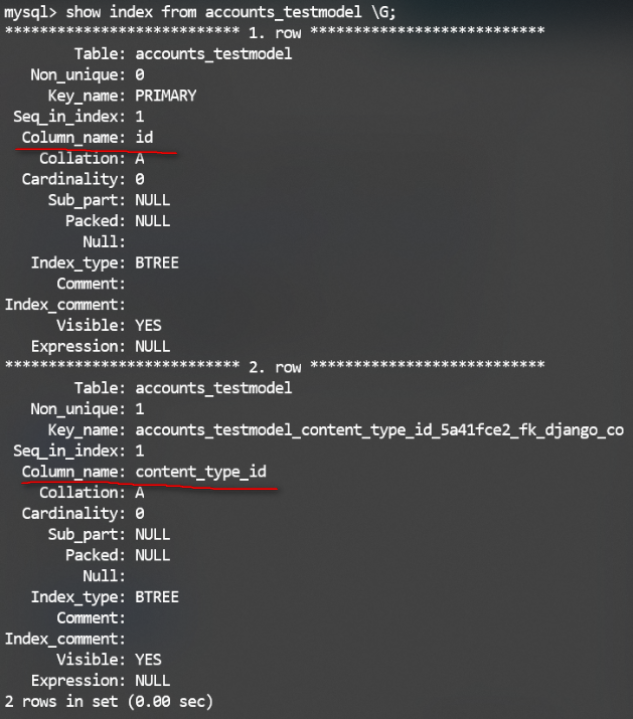 mysql> show index from accounts_testmodel \G;
*************************** 1. row ***************************
Table: accounts_testmodel
Non_unique: 0
Key_name: PRIMARY
Seq_in_index: 1
Column_name: id
Collation: A
Cardinality: 0
Sub_part: NULL
Packed: NULL
Null:
Index_type: BTREE
Comment:
Index_comment:
Visible: YES
Expression: NULL
*************************** 2. row ***************************
Table: accounts_testmodel
Non_unique: 1
Key_name: accounts_testmodel_content_type_id_5a41fce2_fk_django_co
Seq_in_index: 1
Column_name: content_type_id
Collation: A
Cardinality: 0
Sub_part: NULL
Packed: NULL
Null:
Index_type: BTREE
Comment:
Index_comment:
Visible: YES
Expression: NULL
2 rows in set (0.00 sec)